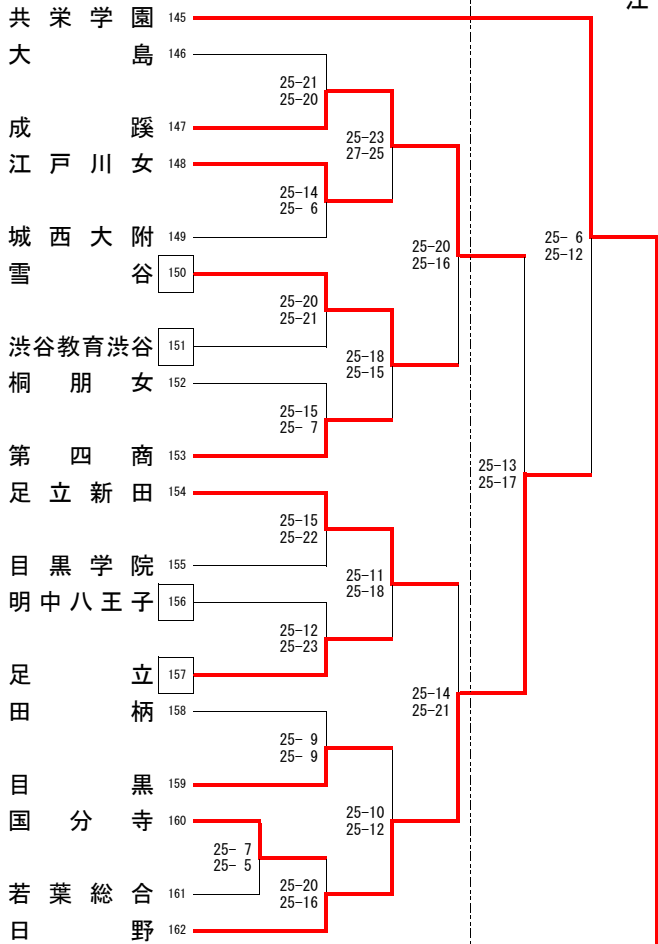 共栄学園 145
大島 146
25-21
25-20
成蹊 147
25-23
27-25
江戸川女 148
25-14
25- 6
城西大附 149
25-20
25-16
25- 6
25-12
雪谷 150
25-20
25-21
渋谷教育渋谷 151
25-18
25-15
桐朋女 152
25-15
25- 7
第四商 153
25-13
25-17
足立新田 154
25-15
25-22
目黒学院 155
25-11
25-18
明中八王子 156
25-12
25-23
足立 157
25-14
25-21
田柄 158
25- 9
25- 9
目黒 159
25-10
25-12
国分寺 160
25- 7
25- 5
若葉総合 161
25-20
25-16
日野 162